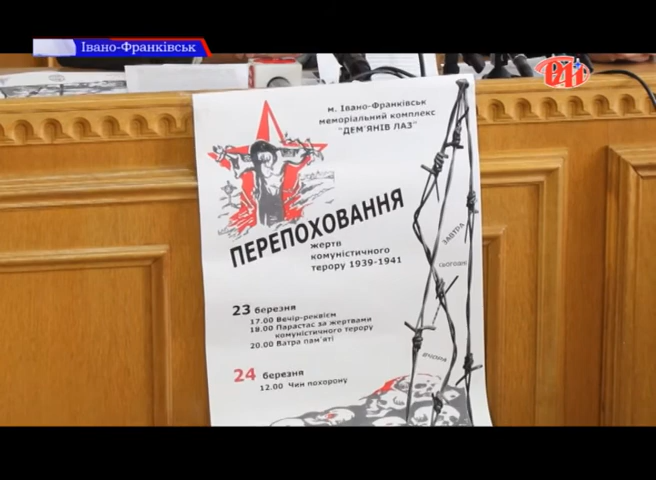 Івано-Франківськ
РАІ
м. Івано-Франківськ
меморіальний комплекс
"ДЕМ'ЯНІВ ЛАЗ"
ПЕРЕПОХОВАННЯ
жертв
комуністичного
терору 1939-1941
ЗАВТРА
СЬОГОДНІ
ВЧОРА
23 березня
17.00 Вечір-реквієм
18.00 Парастас за жертвами
комуністичного терору
20.00 Ватра пам'яті
24 березня
12.00 Чин похорону